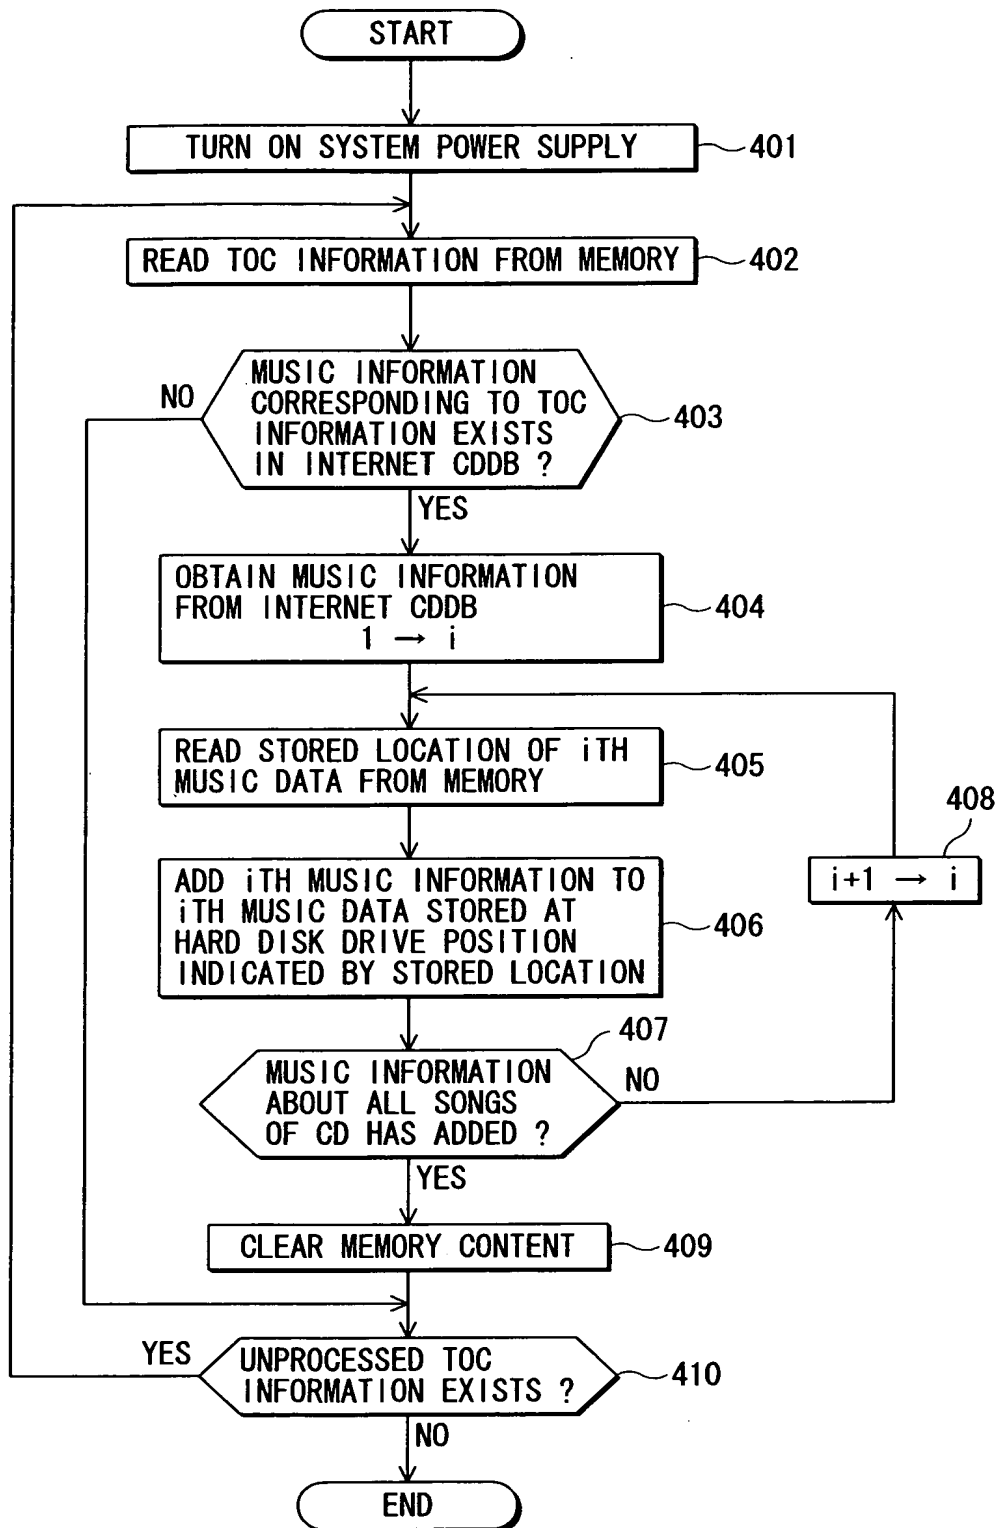 START
TURN ON SYSTEM POWER SUPPLY
401
READ TOC INFORMATION FROM MEMORY
402
MUSIC INFORMATION
CORRESPONDING TO TOC
INFORMATION EXISTS
IN INTERNET CDDB ?
403
NO
YES
OBTAIN MUSIC INFORMATION
FROM INTERNET CDDB
1 → i
404
READ STORED LOCATION OF iTH
MUSIC DATA FROM MEMORY
405
408
i+1 → i
ADD iTH MUSIC INFORMATION TO
iTH MUSIC DATA STORED AT
HARD DISK DRIVE POSITION
INDICATED BY STORED LOCATION
406
407
MUSIC INFORMATION
ABOUT ALL SONGS
OF CD HAS ADDED ?
NO
YES
CLEAR MEMORY CONTENT
409
YES
UNPROCESSED TOC
INFORMATION EXISTS ?
410
NO
END